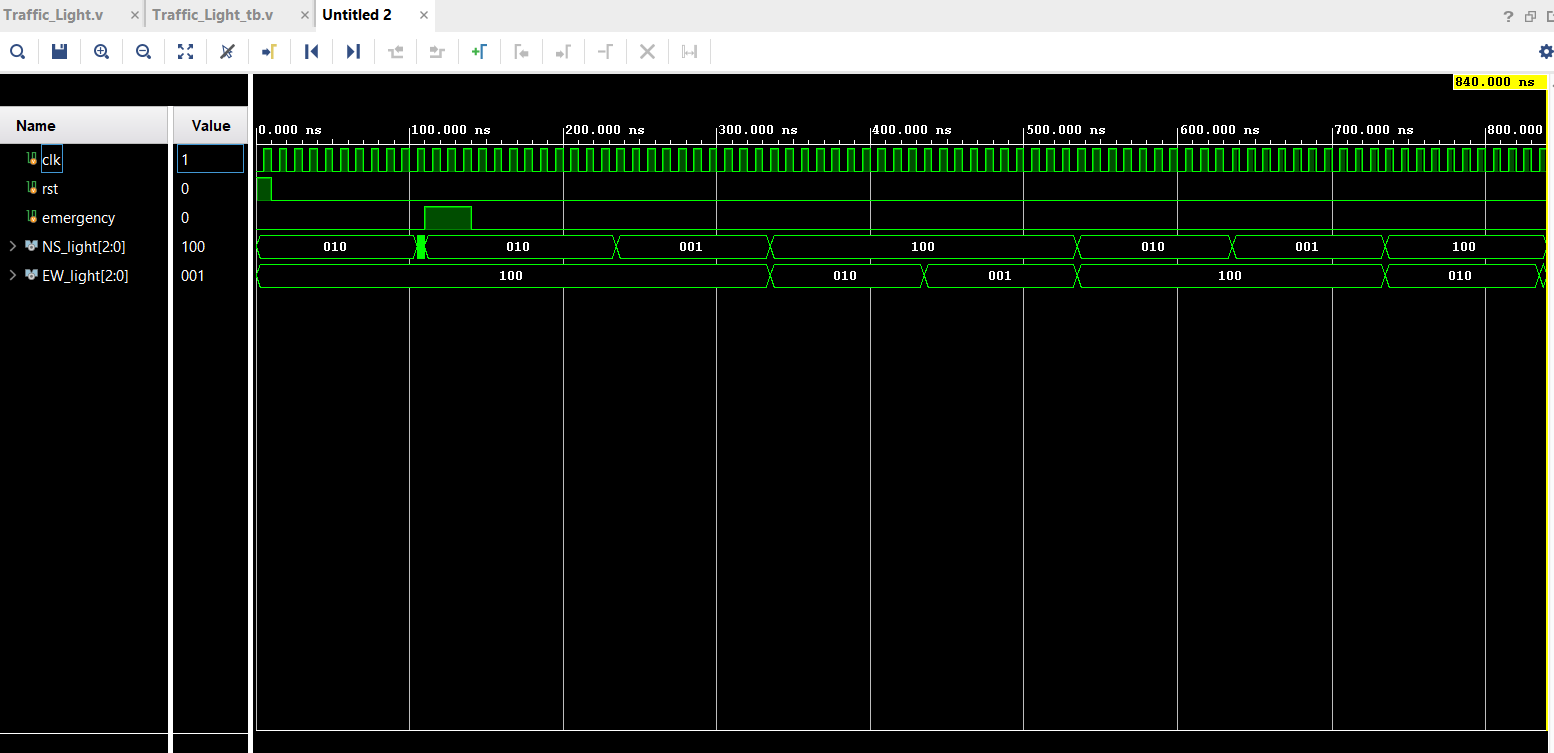 Traffic_Light.v × Traffic_Light_tb.v × Untitled 2 ×
840.000 ns
Name Value
0.000 ns 100.000 ns 200.000 ns 300.000 ns 400.000 ns 500.000 ns 600.000 ns 700.000 ns 800.000
clk 1
rst 0
emergency 0
NS_light[2:0] 100 010 010 001 100 010 001 100
EW_light[2:0] 001 100 010 001 100 010